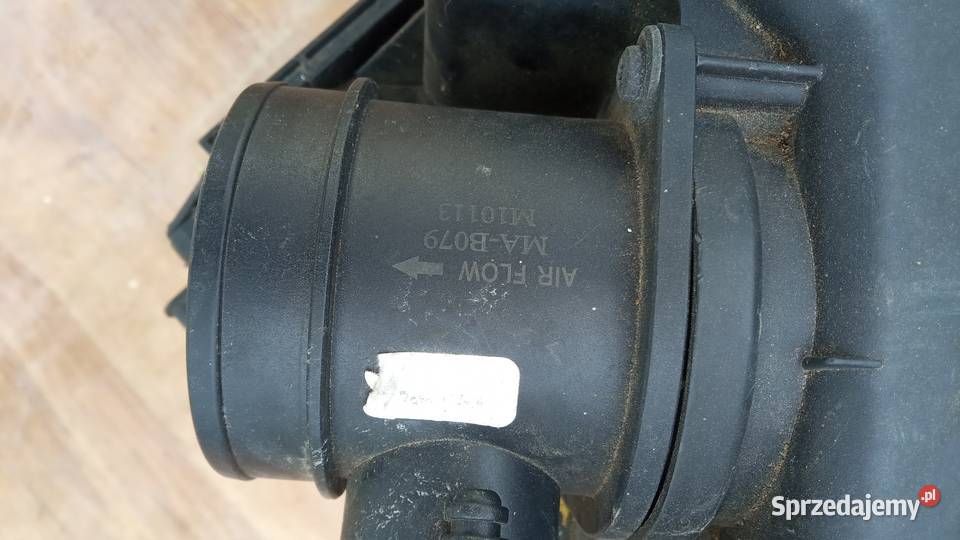 AIR FLOW
MA-B079
M10113
Sprzedajemy.pl